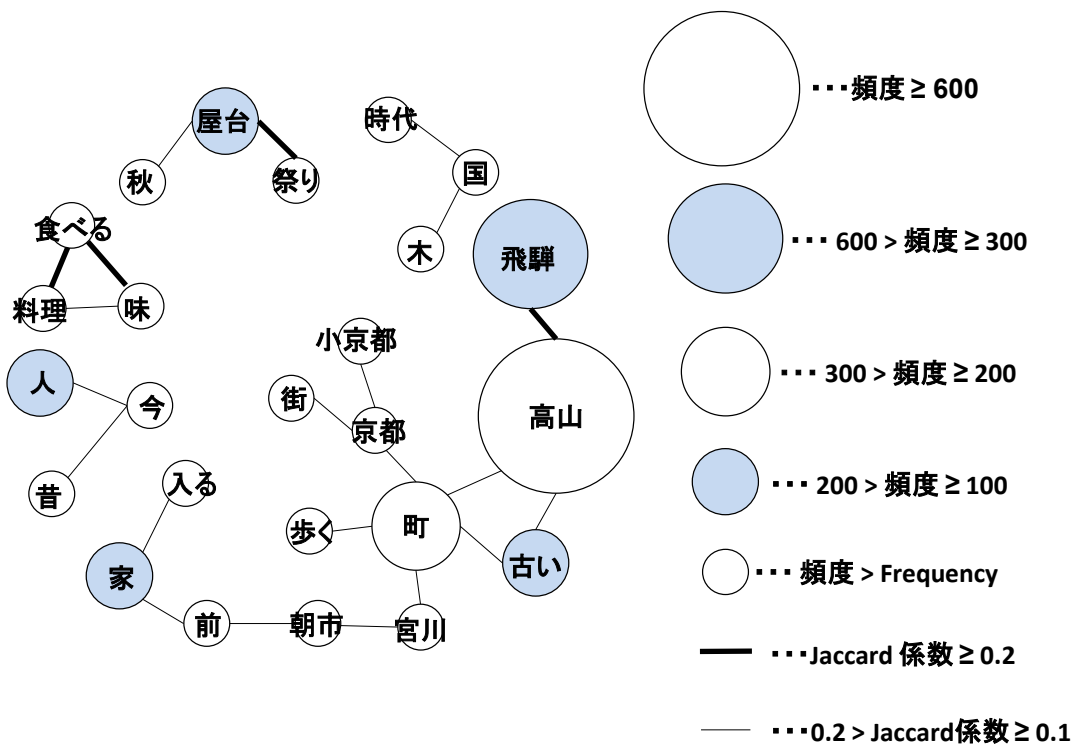 屋台
時代
秋
祭り
国
食べる
木
飛騨
料理
味
小京都
人
今
街
京都
高山
昔
入る
歩く
町
古い
家
前
朝市
宮川
･･･頻度 ≥ 600
･･･ 600 > 頻度 ≥ 300
･･･ 300 > 頻度 ≥ 200
･･･ 200 > 頻度 ≥ 100
･･･ 頻度 > Frequency
･･･Jaccard 係数 ≥ 0.2
･･･0.2 > Jaccard係数 ≥ 0.1